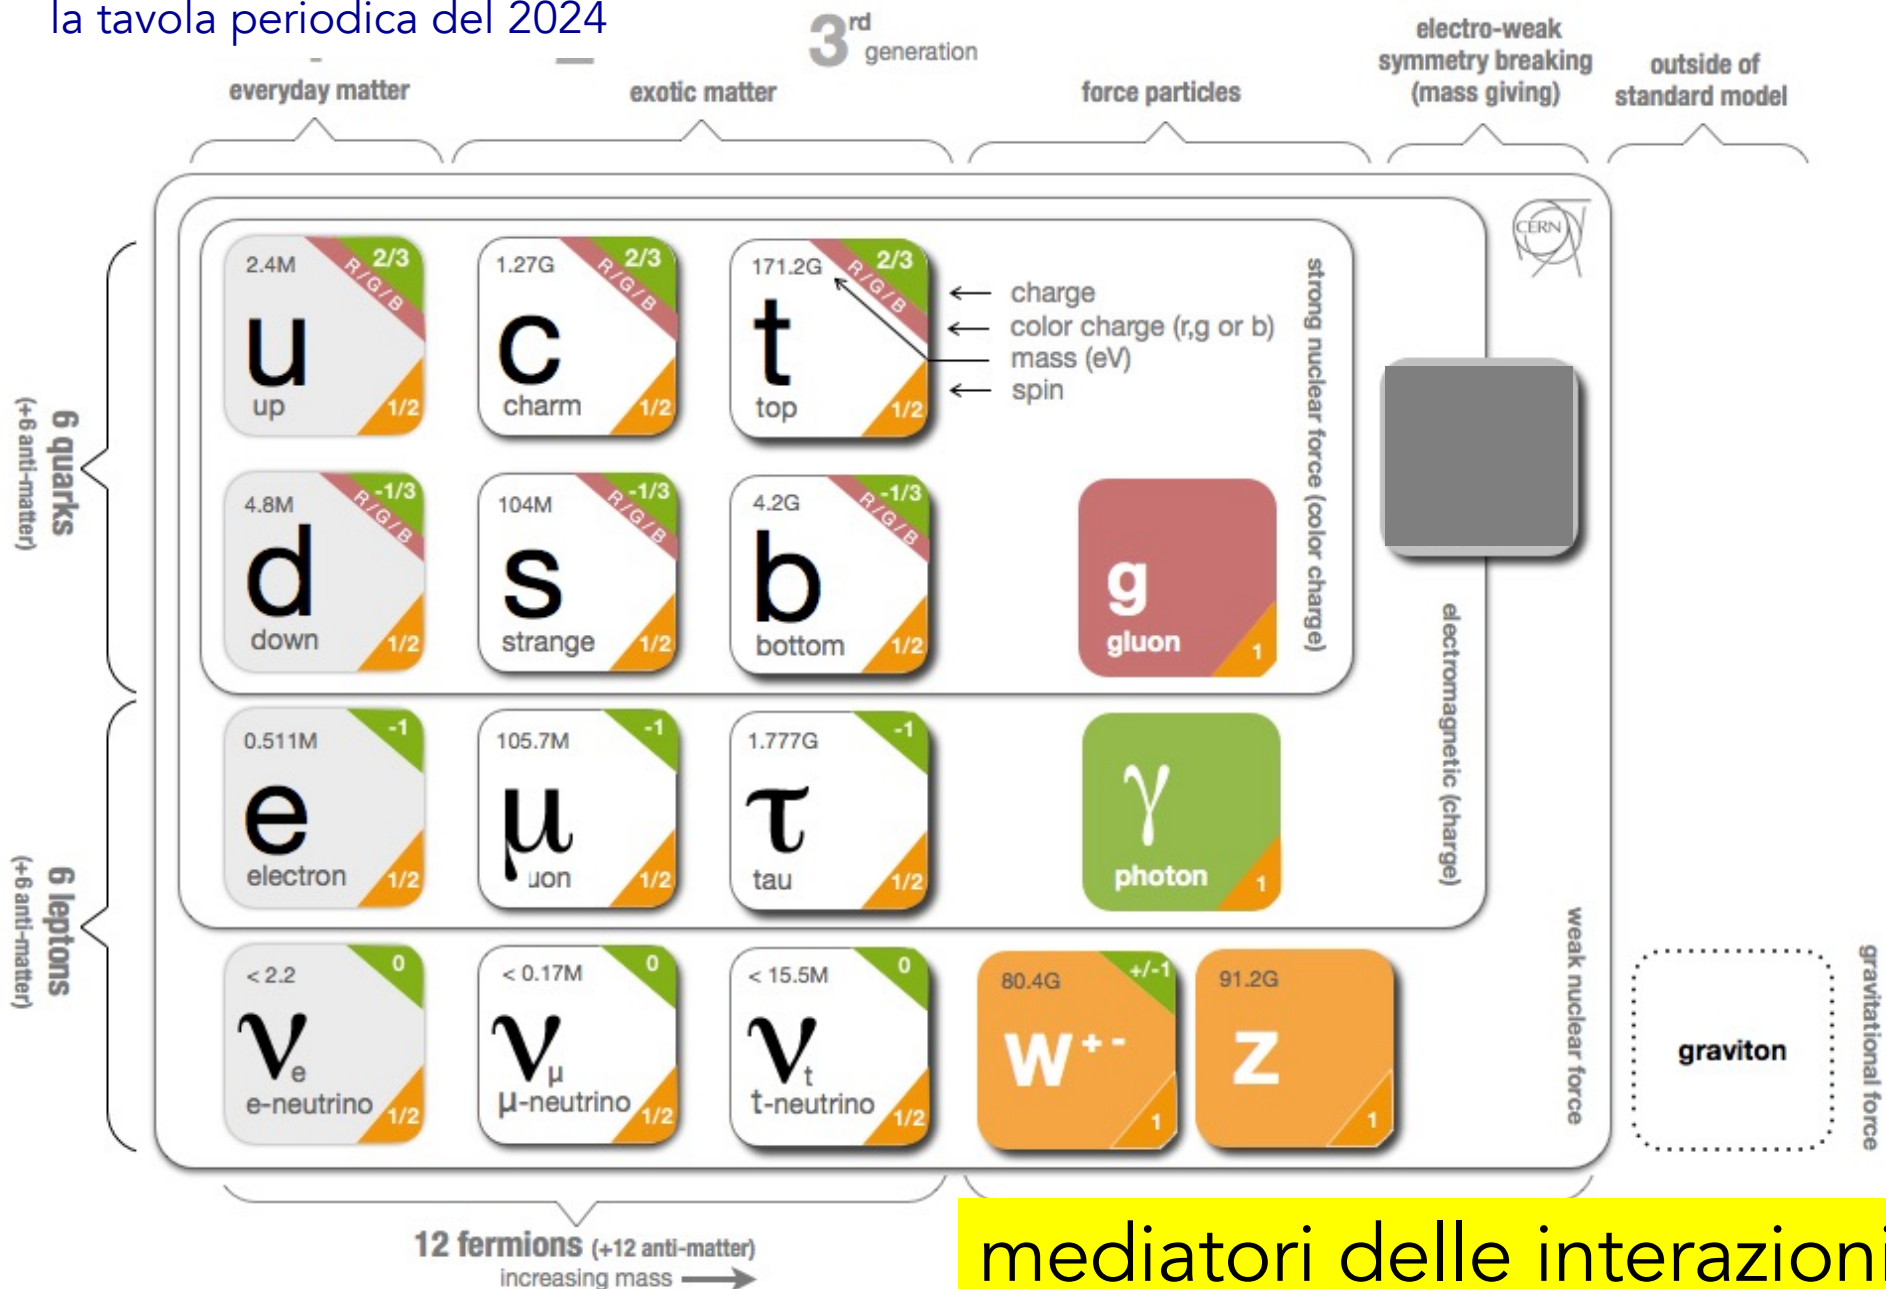 la tavola periodica del 2024
3rd generation
everyday matter
exotic matter
force particles
electro-weak
symmetry breaking
(mass giving)
outside of
standard model
CERN
6 quarks
(+6 anti-matter)
2.4M
2/3
R/G/B
u
up
1/2
1.27G
2/3
R/G/B
c
charm
1/2
171.2G
2/3
R/G/B
t
top
1/2
charge
color charge (r,g or b)
mass (eV)
spin
strong nuclear force (color charge)
4.8M
-1/3
R/G/B
d
down
1/2
104M
-1/3
R/G/B
s
strange
1/2
4.2G
-1/3
R/G/B
b
bottom
1/2
g
gluon
1
6 leptons
(+6 anti-matter)
0.511M
-1
e
electron
1/2
105.7M
-1
μ
uon
1/2
1.777G
-1
τ
tau
1/2
γ
photon
1
electromagnetic (charge)
< 2.2
0
νe
e-neutrino
1/2
< 0.17M
0
νμ
μ-neutrino
1/2
< 15.5M
0
νt
t-neutrino
1/2
80.4G
+/-1
W+-
1
91.2G
Z
1
weak nuclear force
graviton
gravitational force
12 fermions (+12 anti-matter)
increasing mass
mediatori delle interazioni